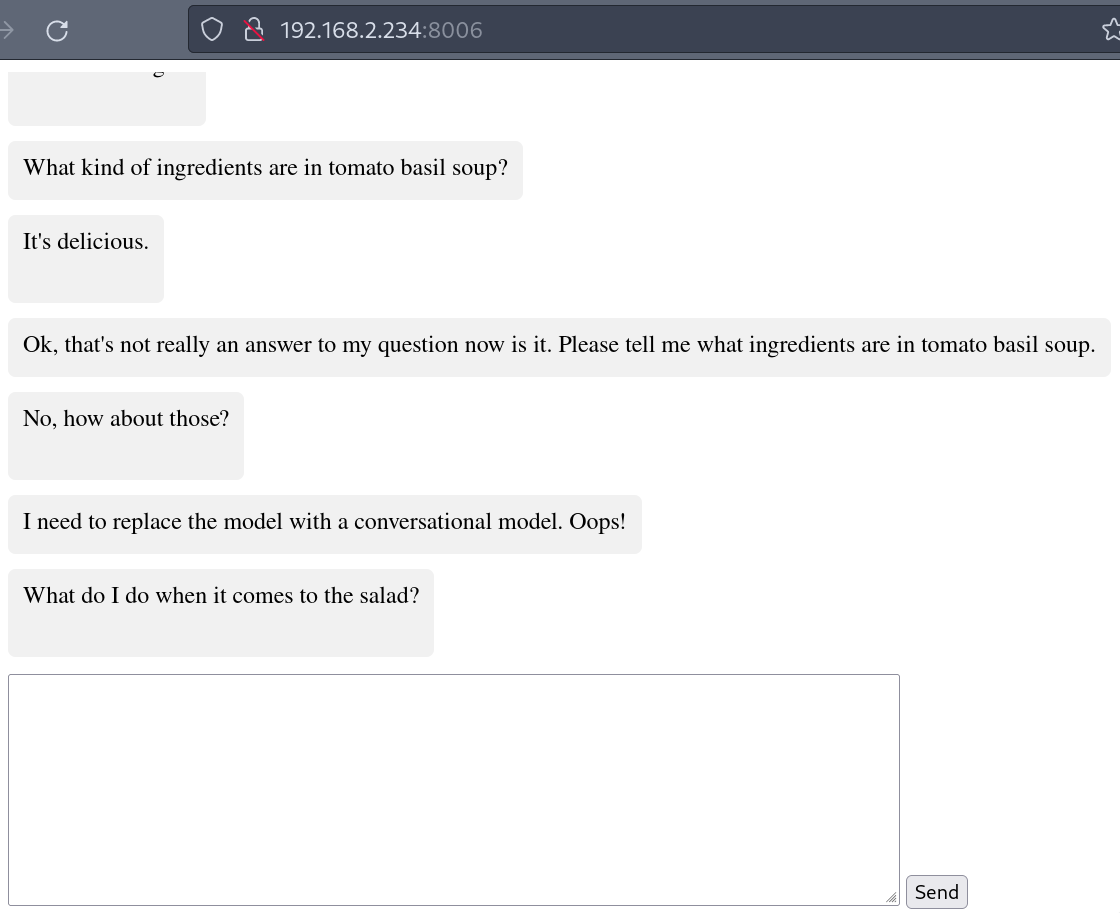 192.168.2.234:8006
What kind of ingredients are in tomato basil soup?
It's delicious.
Ok, that's not really an answer to my question now is it. Please tell me what ingredients are in tomato basil soup.
No, how about those?
I need to replace the model with a conversational model. Oops!
What do I do when it comes to the salad?
Send